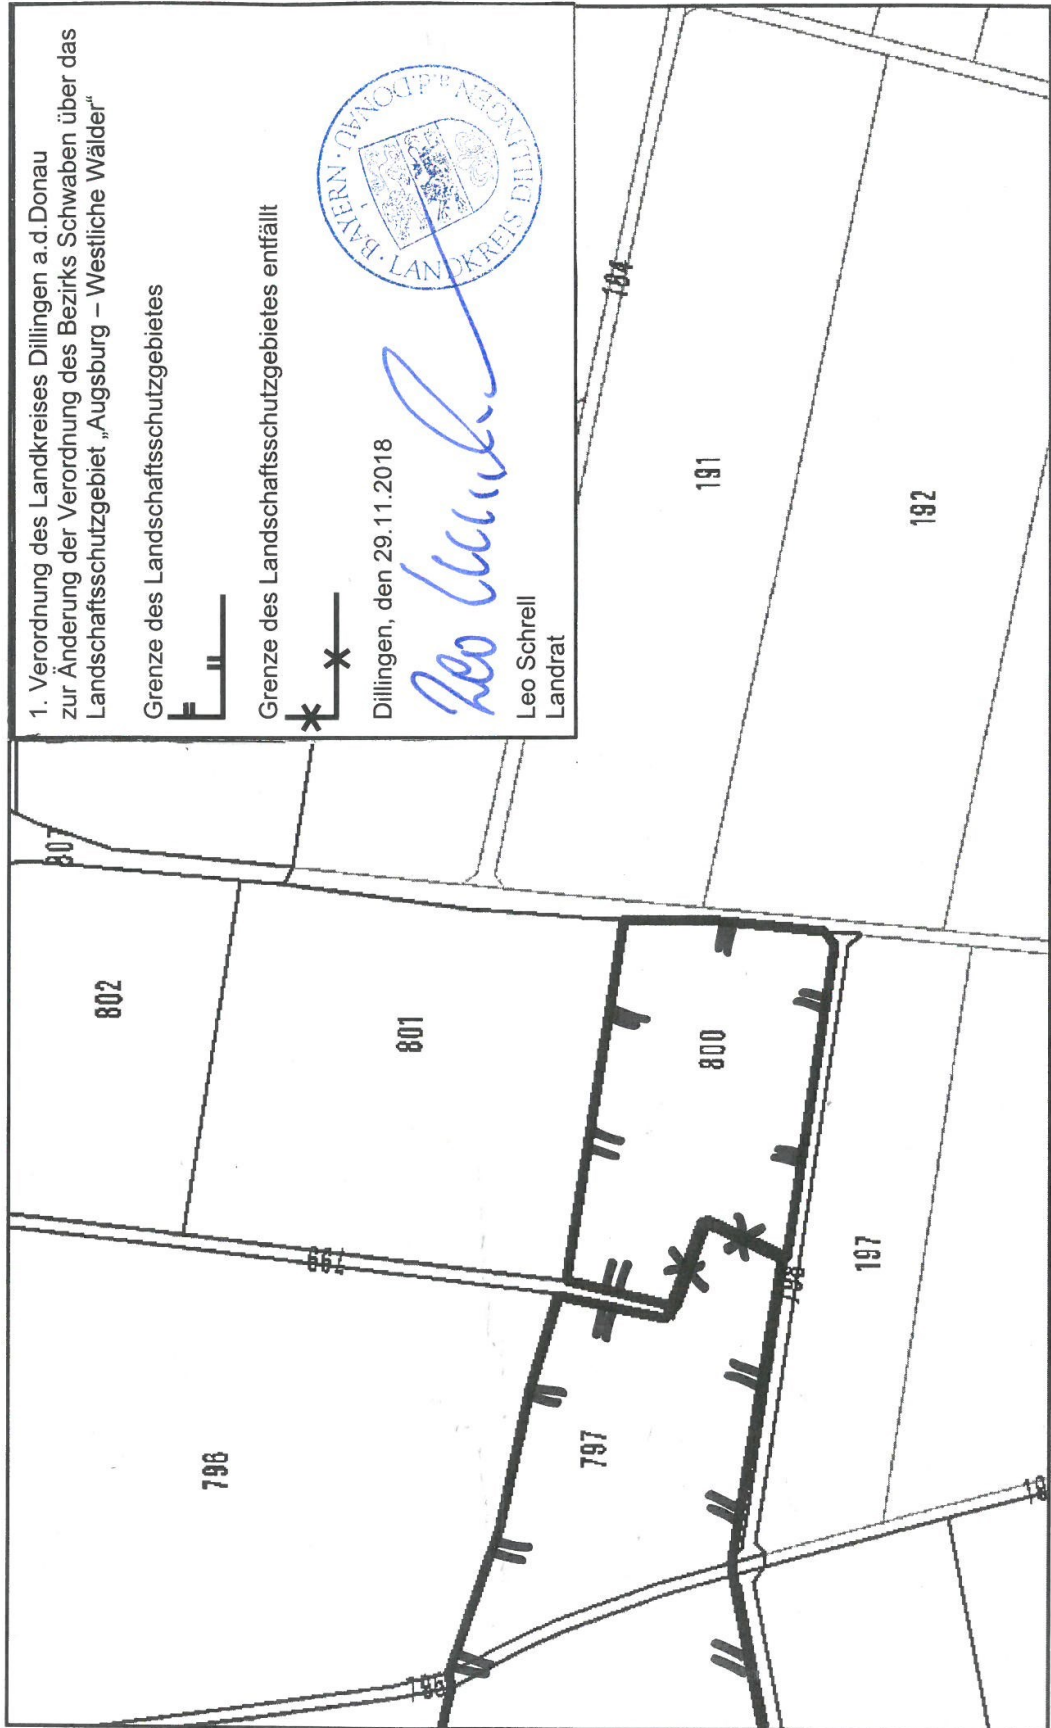 1. Verordnung des Landkreises Dillingen a.d.Donau
zur Änderung der Verordnung des Bezirks Schwaben über das
Landschaftsschutzgebiet „Augsburg – Westliche Wälder"
Grenze des Landschaftsschutzgebietes
Grenze des Landschaftsschutzgebietes entfällt
Dillingen, den 29.11.2018
Leo Schrell
Landrat
BAYERN · LANDKREIS DILLINGEN a.d.DONAU ·
802
807
801
799
798
184
191
192
800
797
197
196